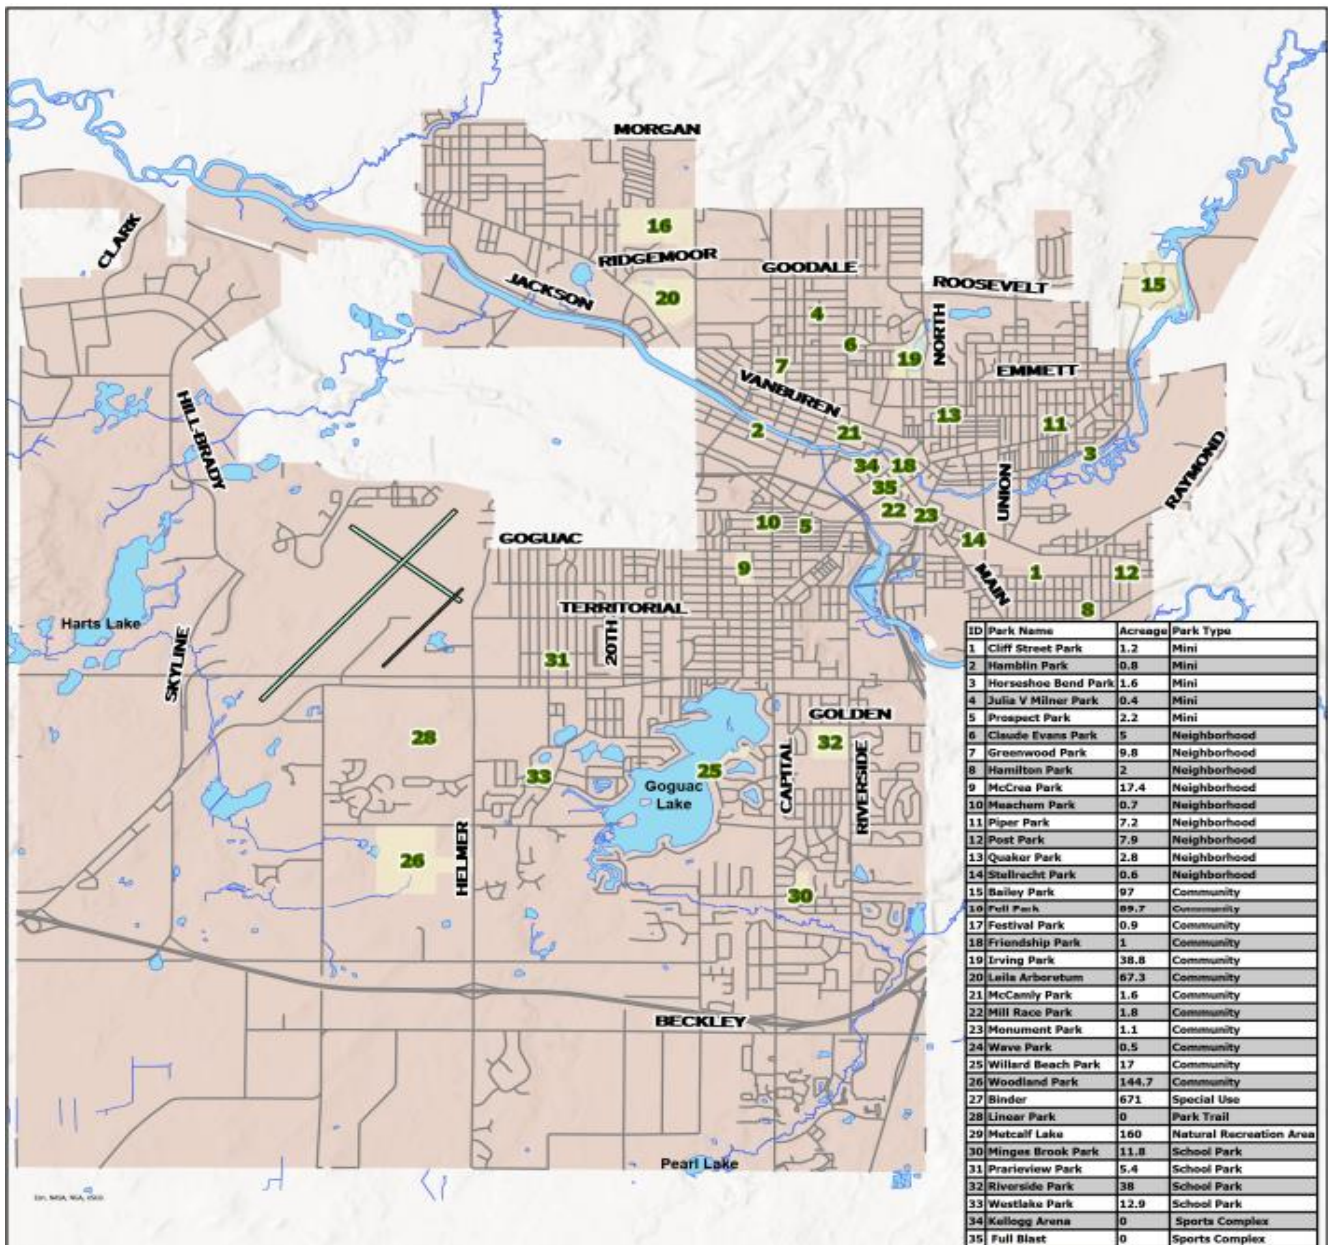 MORGAN
CLARK
16
RIDGEMOOR
GOODALE
JACKSON
20
ROOSEVELT
15
4
NORTH
6
19
7
EMMETT
VANBUREN
HILL-BRADY
13
11
2
21
3
34
18
RAYMOND
35
UNION
22
23
10
5
GOGUAC
14
9
1
12
MAIN
TERRITORIAL
8
Harts Lake
20TH
31
SKYLINE
GOLDEN
28
32
33
25
CAPITAL
RIVERSIDE
Goguac
Lake
HELMER
26
30
BECKLEY
Pearl Lake
ID Park Name Acreage Park Type
1 Cliff Street Park 1.2 Mini
2 Hamblin Park 0.8 Mini
3 Horseshoe Bend Park 1.6 Mini
4 Julia V Milner Park 0.4 Mini
5 Prospect Park 2.2 Mini
6 Claude Evans Park 5 Neighborhood
7 Greenwood Park 9.8 Neighborhood
8 Hamilton Park 2 Neighborhood
9 McCrea Park 17.4 Neighborhood
10 Meachem Park 0.7 Neighborhood
11 Piper Park 7.2 Neighborhood
12 Post Park 7.9 Neighborhood
13 Quaker Park 2.8 Neighborhood
14 Stellrecht Park 0.6 Neighborhood
15 Bailey Park 97 Community
16 Fell Park 89.7 Community
17 Festival Park 0.9 Community
18 Friendship Park 1 Community
19 Irving Park 38.8 Community
20 Leila Arboretum 67.3 Community
21 McCamly Park 1.6 Community
22 Mill Race Park 1.8 Community
23 Monument Park 1.1 Community
24 Wave Park 0.5 Community
25 Willard Beach Park 17 Community
26 Woodland Park 144.7 Community
27 Binder 671 Special Use
28 Linear Park 0 Park Trail
29 Metcalf Lake 160 Natural Recreation Area
30 Minges Brook Park 11.8 School Park
31 Prarieview Park 5.4 School Park
32 Riverside Park 38 School Park
33 Westlake Park 12.9 School Park
34 Kellogg Arena 0 Sports Complex
35 Full Blast 0 Sports Complex